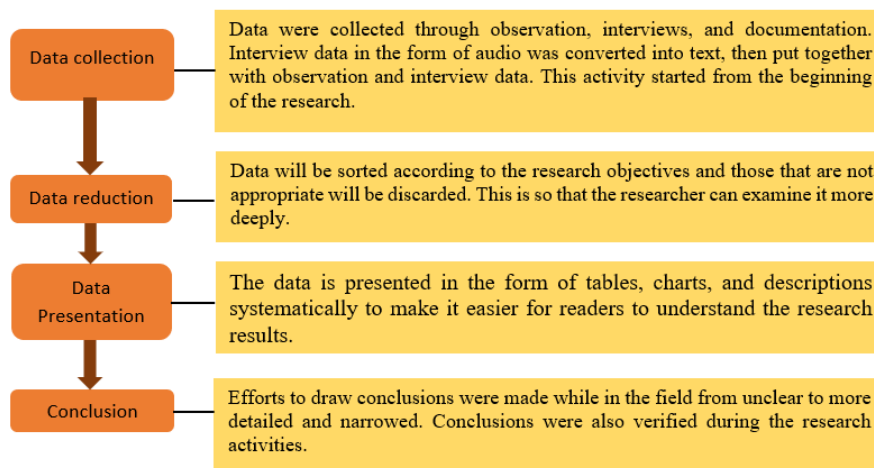 Data collection
Data were collected through observation, interviews, and documentation.
Interview data in the form of audio was converted into text, then put together
with observation and interview data. This activity started from the beginning
of the research.
Data reduction
Data will be sorted according to the research objectives and those that are not
appropriate will be discarded. This is so that the researcher can examine it more
deeply.
Data
Presentation
The data is presented in the form of tables, charts, and descriptions
systematically to make it easier for readers to understand the research
results.
Conclusion
Efforts to draw conclusions were made while in the field from unclear to more
detailed and narrowed. Conclusions were also verified during the research
activities.